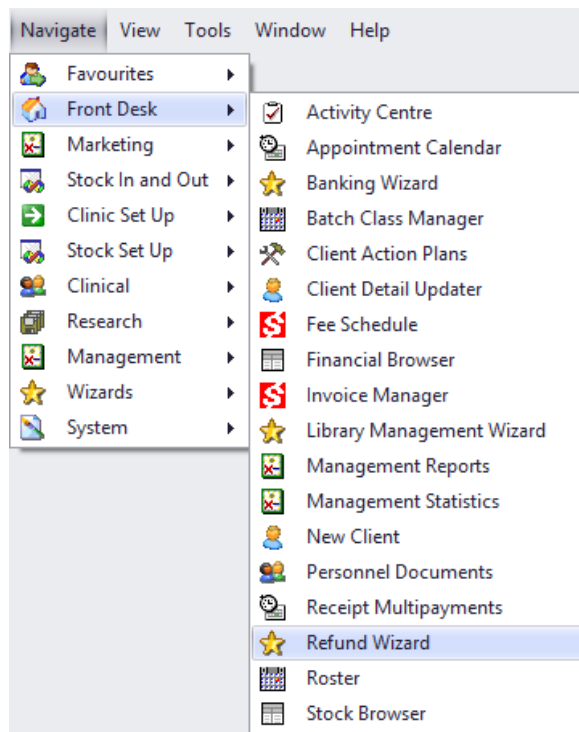 Navigate View Tools Window Help
Favourites
Front Desk
Marketing
Stock In and Out
Clinic Set Up
Stock Set Up
Clinical
Research
Management
Wizards
System
Activity Centre
Appointment Calendar
Banking Wizard
Batch Class Manager
Client Action Plans
Client Detail Updater
Fee Schedule
Financial Browser
Invoice Manager
Library Management Wizard
Management Reports
Management Statistics
New Client
Personnel Documents
Receipt Multipayments
Refund Wizard
Roster
Stock Browser